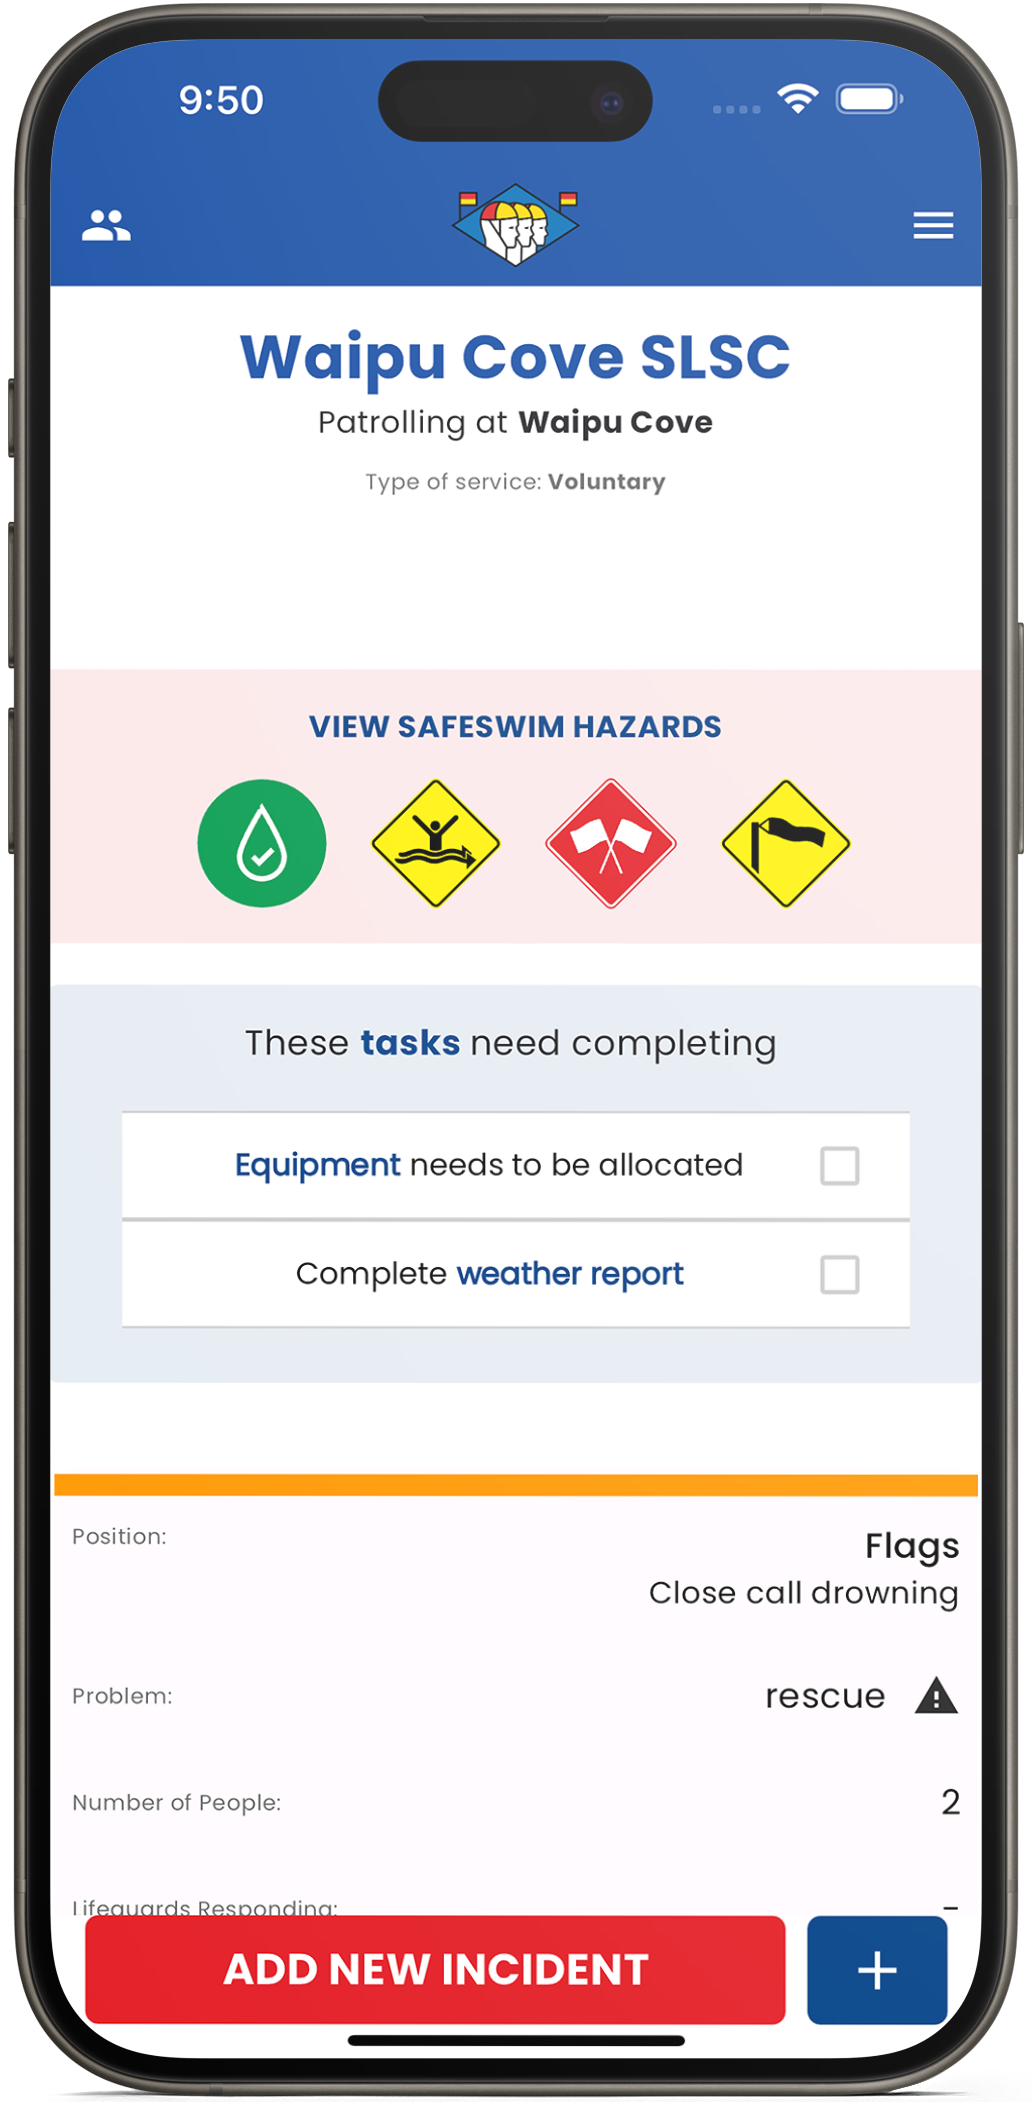 9:50
Waipu Cove SLSC
Patrolling at Waipu Cove
Type of service: Voluntary
VIEW SAFESWIM HAZARDS
These tasks need completing
Equipment needs to be allocated
Complete weather report
Position:
Flags
Close call drowning
Problem:
rescue
Number of People:
2
Lifeguards Responding:
ADD NEW INCIDENT
+